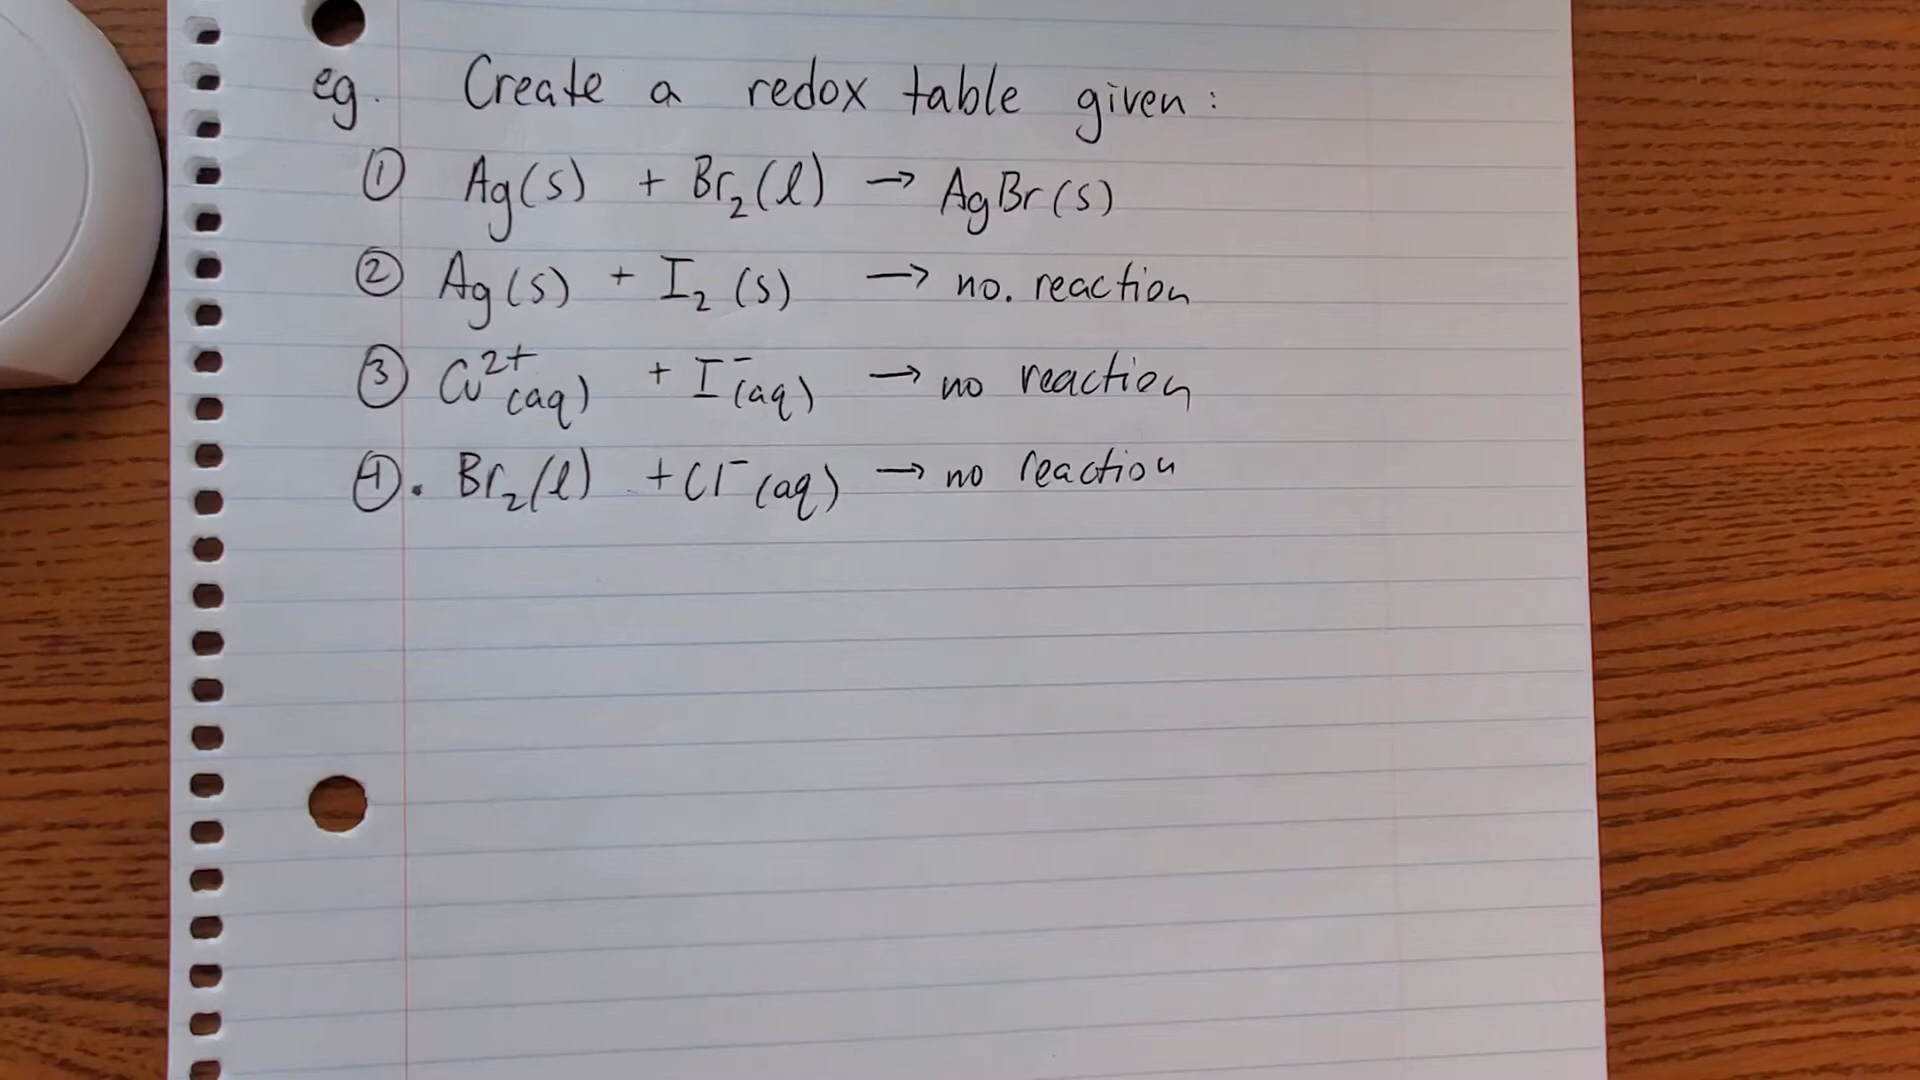 eg. Create a redox table given:
① Ag(s) + Br₂(l) → AgBr(s)
② Ag(s) + I₂(s) → no. reaction
③ Cu²⁺(aq) + I⁻(aq) → no reaction
④. Br₂(l) + Cl⁻(aq) → no reaction